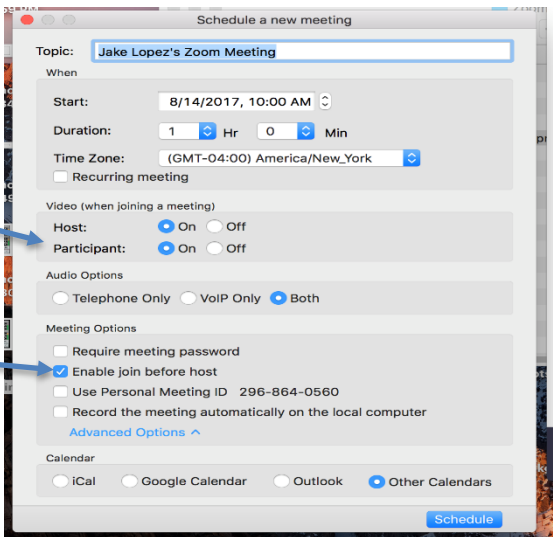 Schedule a new meeting
Topic: Jake Lopez's Zoom Meeting
When
Start: 8/14/2017, 10:00 AM
Duration: 1 Hr 0 Min
Time Zone: (GMT-04:00) America/New_York
Recurring meeting
Video (when joining a meeting)
Host: On Off
Participant: On Off
Audio Options
Telephone Only VoIP Only Both
Meeting Options
Require meeting password
Enable join before host
Use Personal Meeting ID 296-864-0560
Record the meeting automatically on the local computer
Advanced Options ^
Calendar
iCal Google Calendar Outlook Other Calendars
Schedule